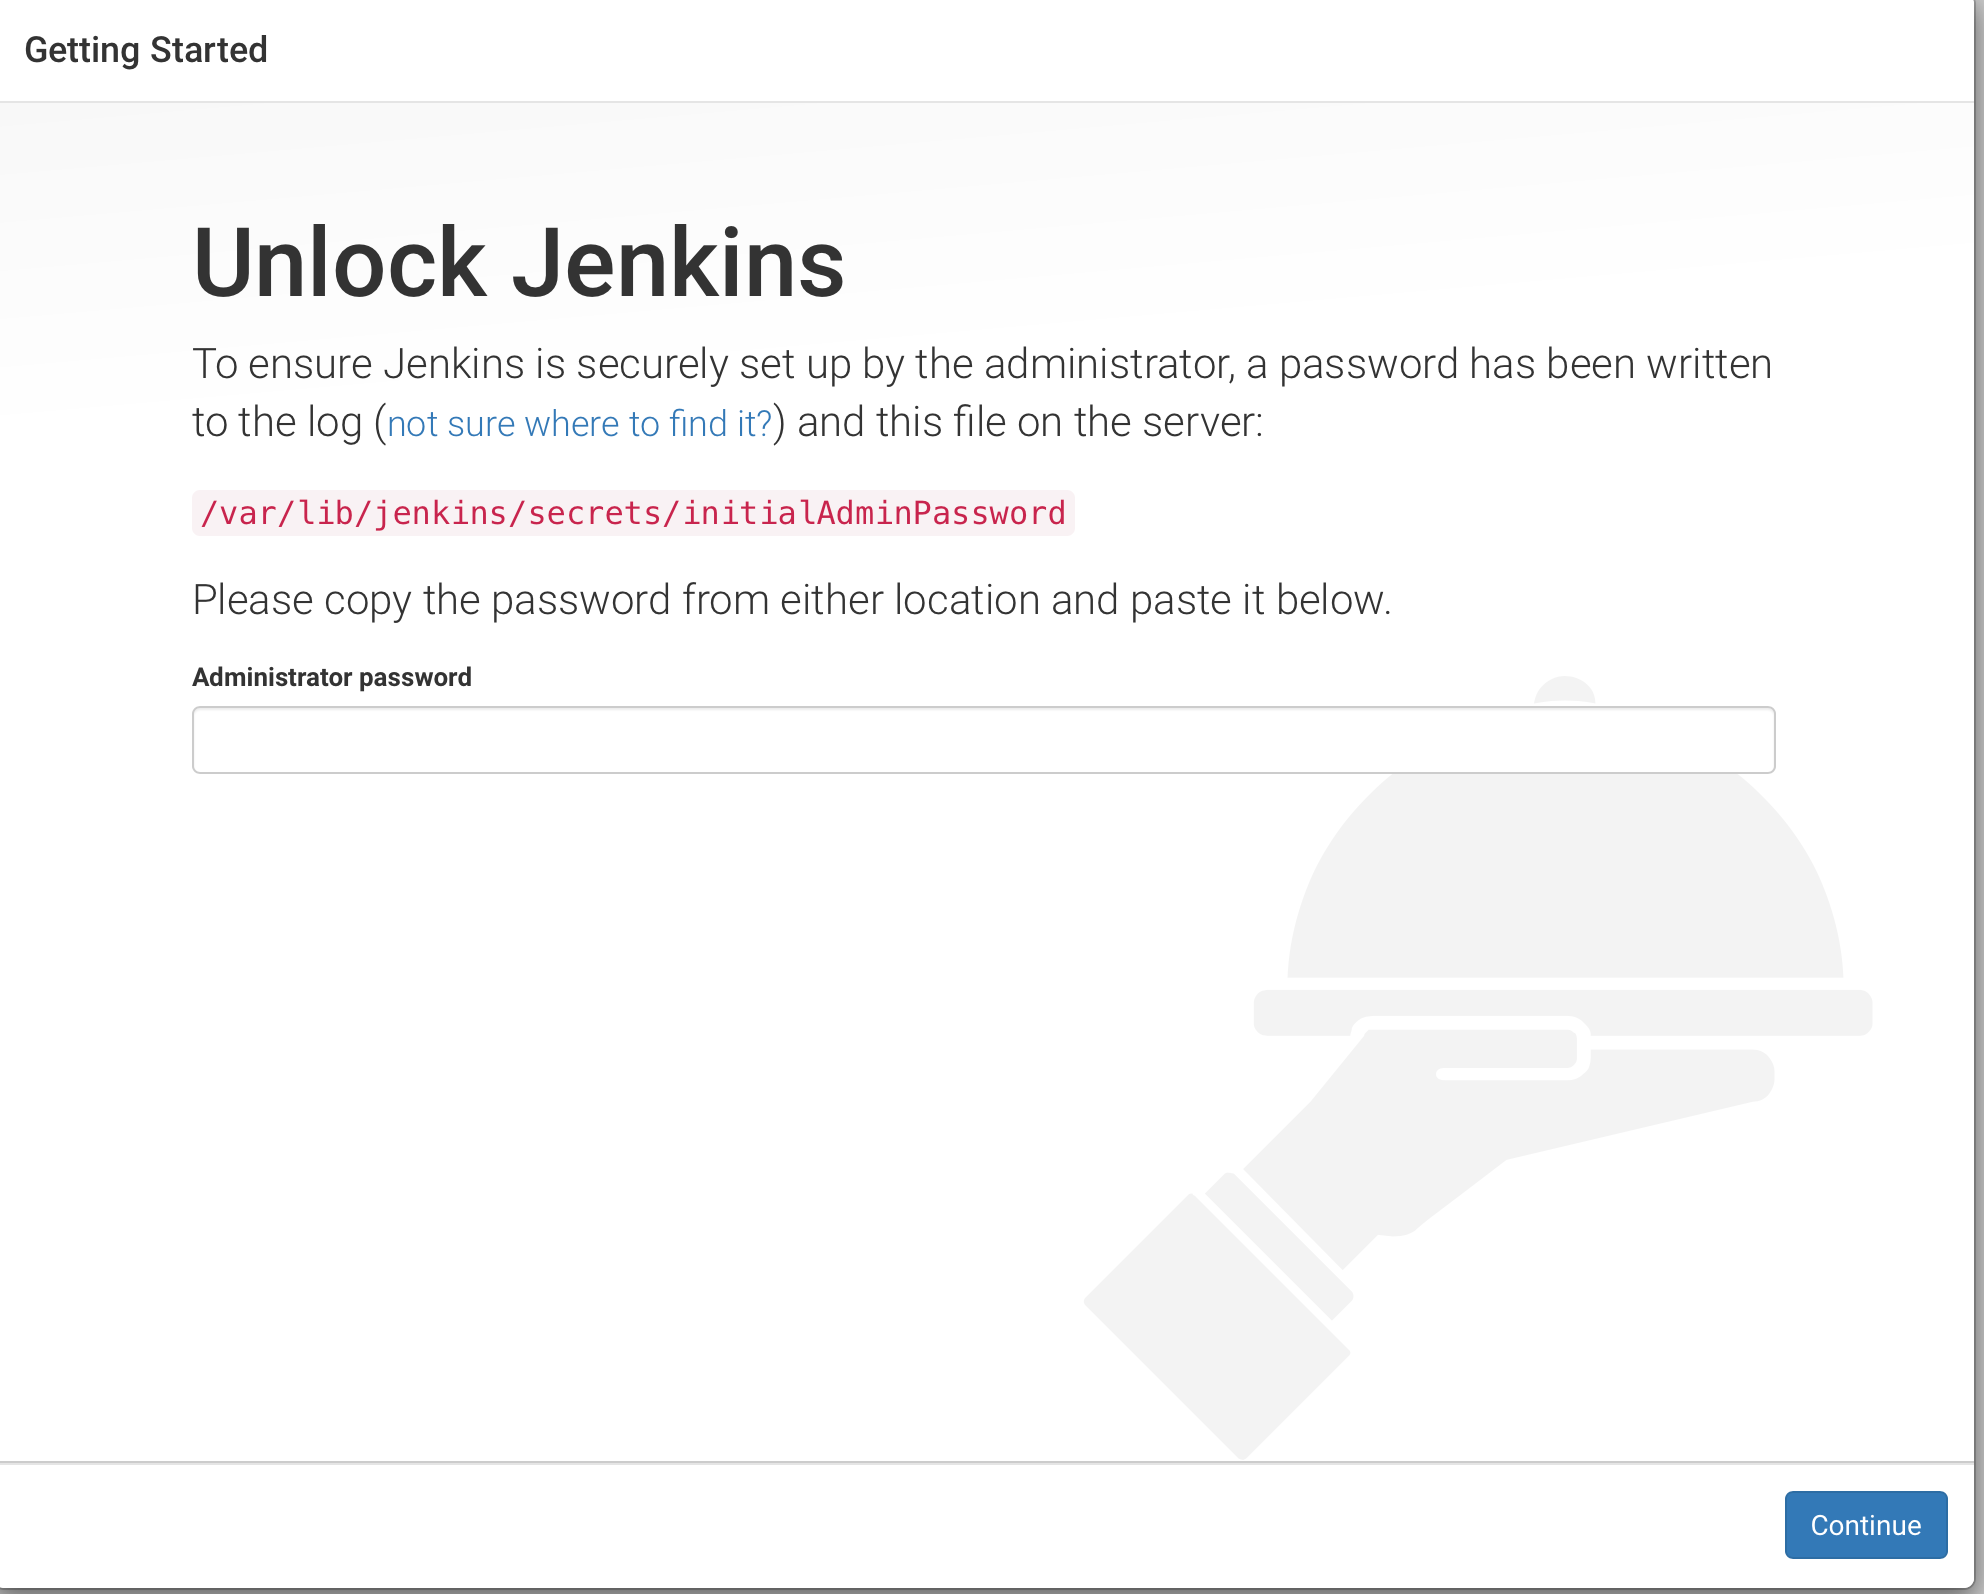 Getting Started
Unlock Jenkins
To ensure Jenkins is securely set up by the administrator, a password has been written
to the log (not sure where to find it?) and this file on the server:
/var/lib/jenkins/secrets/initialAdminPassword
Please copy the password from either location and paste it below.
Administrator password
Continue